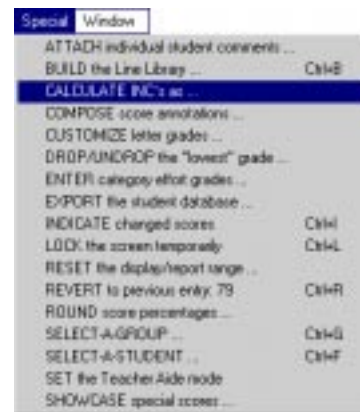 Special Window
ATTACH individual student comments ...
BUILD the Line Library ... Ctrl+B
CALCULATE INC's as ...
COMPOSE score annotations ...
CUSTOMIZE letter grades ...
DROP/UNDROP the "lowest" grade ...
ENTER category effort grades ...
EXPORT the student database ...
INDICATE changed scores Ctrl+I
LOCK the screen temporarily Ctrl+L
RESET the display/report range ...
REVERT to previous entry: 79 Ctrl+R
ROUND score percentages ...
SELECT-A-GROUP ... Ctrl+G
SELECT-A-STUDENT ... Ctrl+F
SET the Teacher Aide mode
SHOWCASE special scores ...